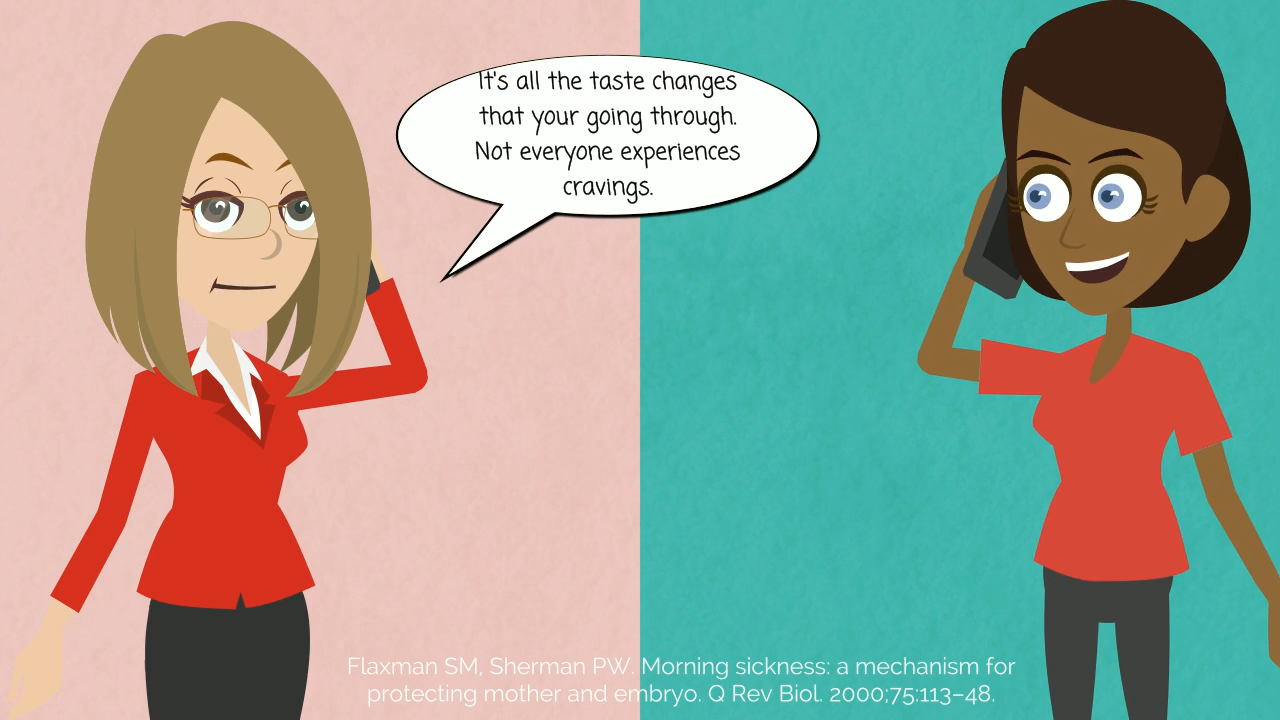 It's all the taste changes
that your going through.
Not everyone experiences
cravings.
Flaxman SM, Sherman PW. Morning sickness: a mechanism for
protecting mother and embryo. Q Rev Biol. 2000;75:113–48.